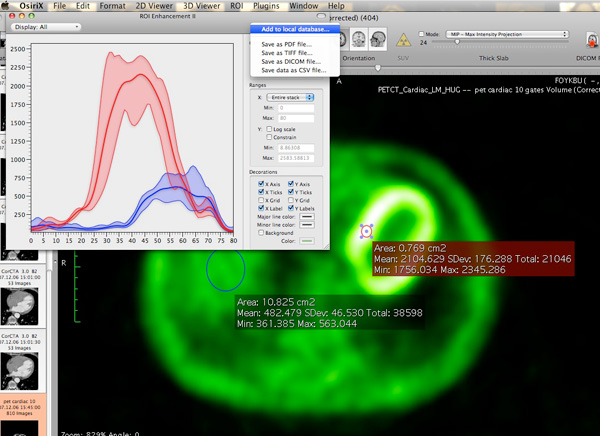 OsiriX File Edit Format 2D Viewer 3D Viewer ROI Plugins Window Help
ROI Enhancement II
rrected) (404)
Display: All
Add to local database...
Save as PDF file...
Save as TIFF file...
Save as DICOM file...
Save data as CSV file...
Mode: MIP - Max Intensity Projection
24
Orientation SUV Thick Slab DICOM F
A
FOYKBU ( - ,
PETCT_Cardiac_LM_HUG -- pet cardiac 10 gates Volume (Correct
2500
2250
2000
1750
1500
1250
1000
750
500
250
0
0 5 10 15 20 25 30 35 40 45 50 55 60 65 70 75 80
Ranges
X: Entire stack
Min: 0
Max: 80
Y: Log scale
Constrain
Min: 8.86308
Max: 2593.58813
Decorations
X Axis Y Axis
X Ticks Y Ticks
X Grid Y Grid
X Label Y Labels
Major line color:
Minor line color:
Background
Color:
R
Area: 0.769 cm2
Mean: 2104.629 SDev: 176.288 Total: 21046
Min: 1756.034 Max: 2345.286
Area: 10.825 cm2
Mean: 482.479 SDev: 46.530 Total: 38598
Min: 361.385 Max: 563.044
CorCTA 3.0 B2
07.12.06 15:01:00
53 Images
CorCTA 3.0 B2
07.12.06 15:01:30
53 Images
pet cardiac 10
07.12.06 15:45:00
810 Images
Zoom: 829% Angle: 0